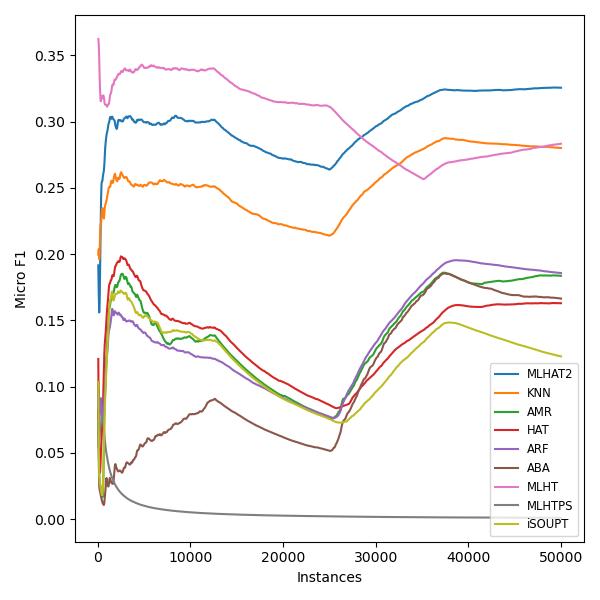 Micro F1
0.35
0.30
0.25
0.20
0.15
0.10
0.05
0.00
MLHAT2
KNN
AMR
HAT
ARF
ABA
MLHT
MLHTPS
iSOUPT
0 10000 20000 30000 40000 50000
Instances